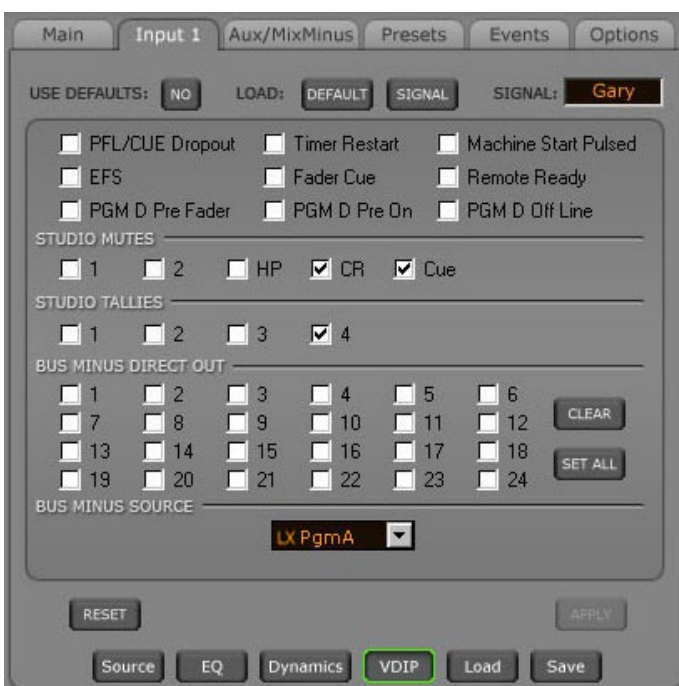 Main Input 1 Aux/MixMinus Presets Events Options
USE DEFAULTS: NO LOAD: DEFAULT SIGNAL SIGNAL: Gary
PFL/CUE Dropout Timer Restart Machine Start Pulsed
EFS Fader Cue Remote Ready
PGM D Pre Fader PGM D Pre On PGM D Off Line
STUDIO MUTES
1 2 HP CR Cue
STUDIO TALLIES
1 2 3 4
BUS MINUS DIRECT OUT
1 2 3 4 5 6
7 8 9 10 11 12 CLEAR
13 14 15 16 17 18
19 20 21 22 23 24 SET ALL
BUS MINUS SOURCE
LX PgmA
RESET APPLY
Source EQ Dynamics VDIP Load Save